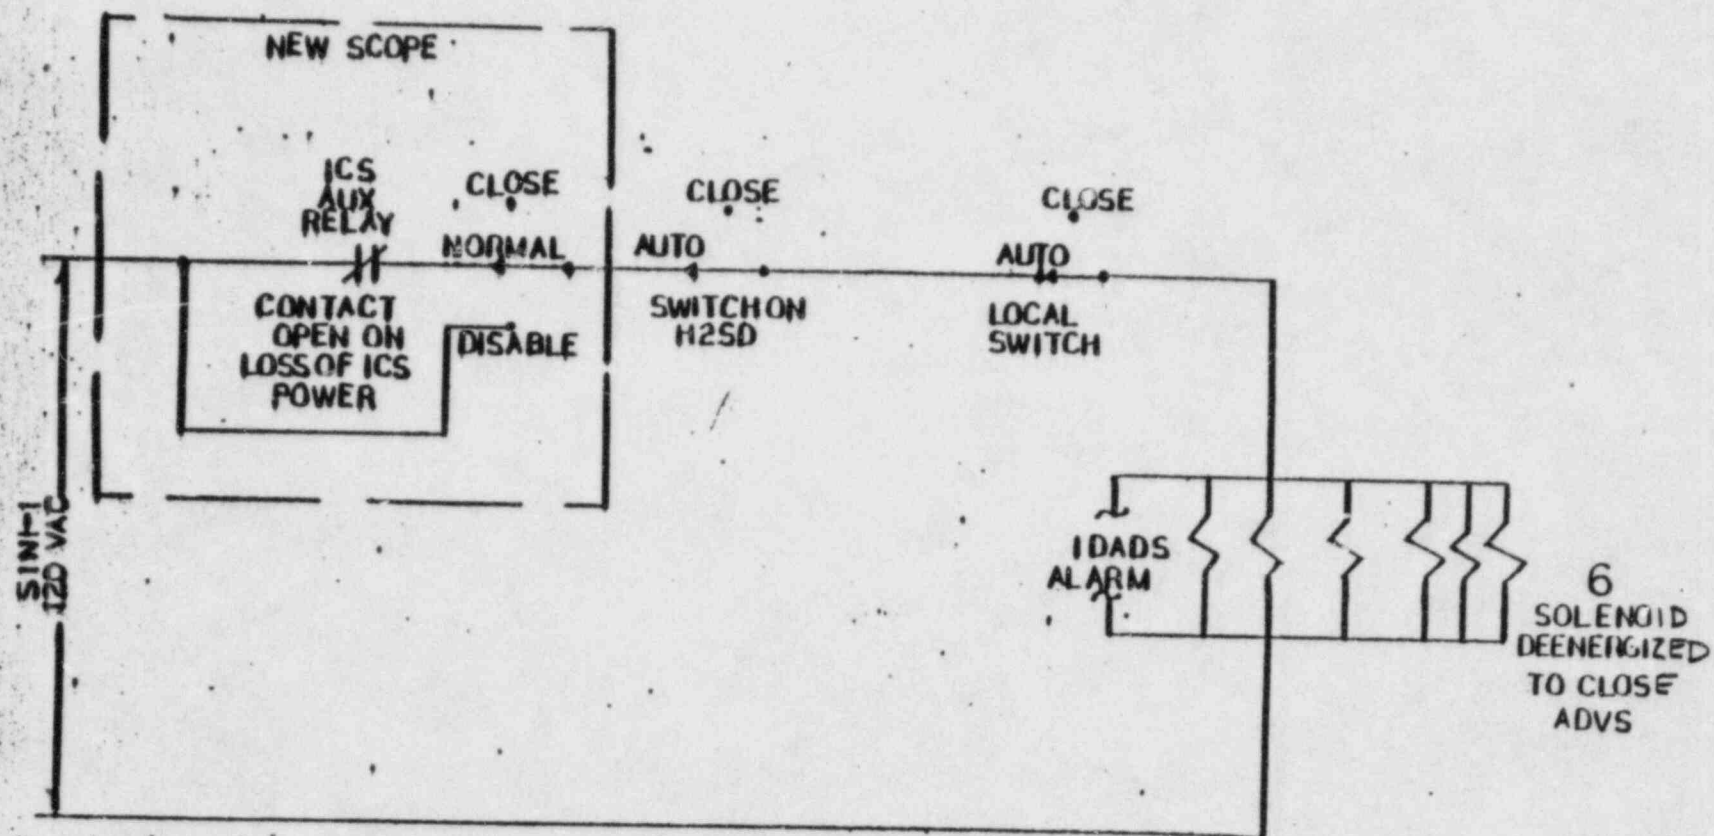 NEW SCOPE
ICS
AUX
RELAY
CLOSE
NORMAL
CONTACT
OPEN ON
LOSS OF ICS
POWER
DISABLE
CLOSE
AUTO
SWITCH ON
H2SD
CLOSE
AUTO
LOCAL
SWITCH
S1N1-1
120 VAC
IDADS
ALARM
6
SOLENOID
DEENERGIZED
TO CLOSE
ADVS